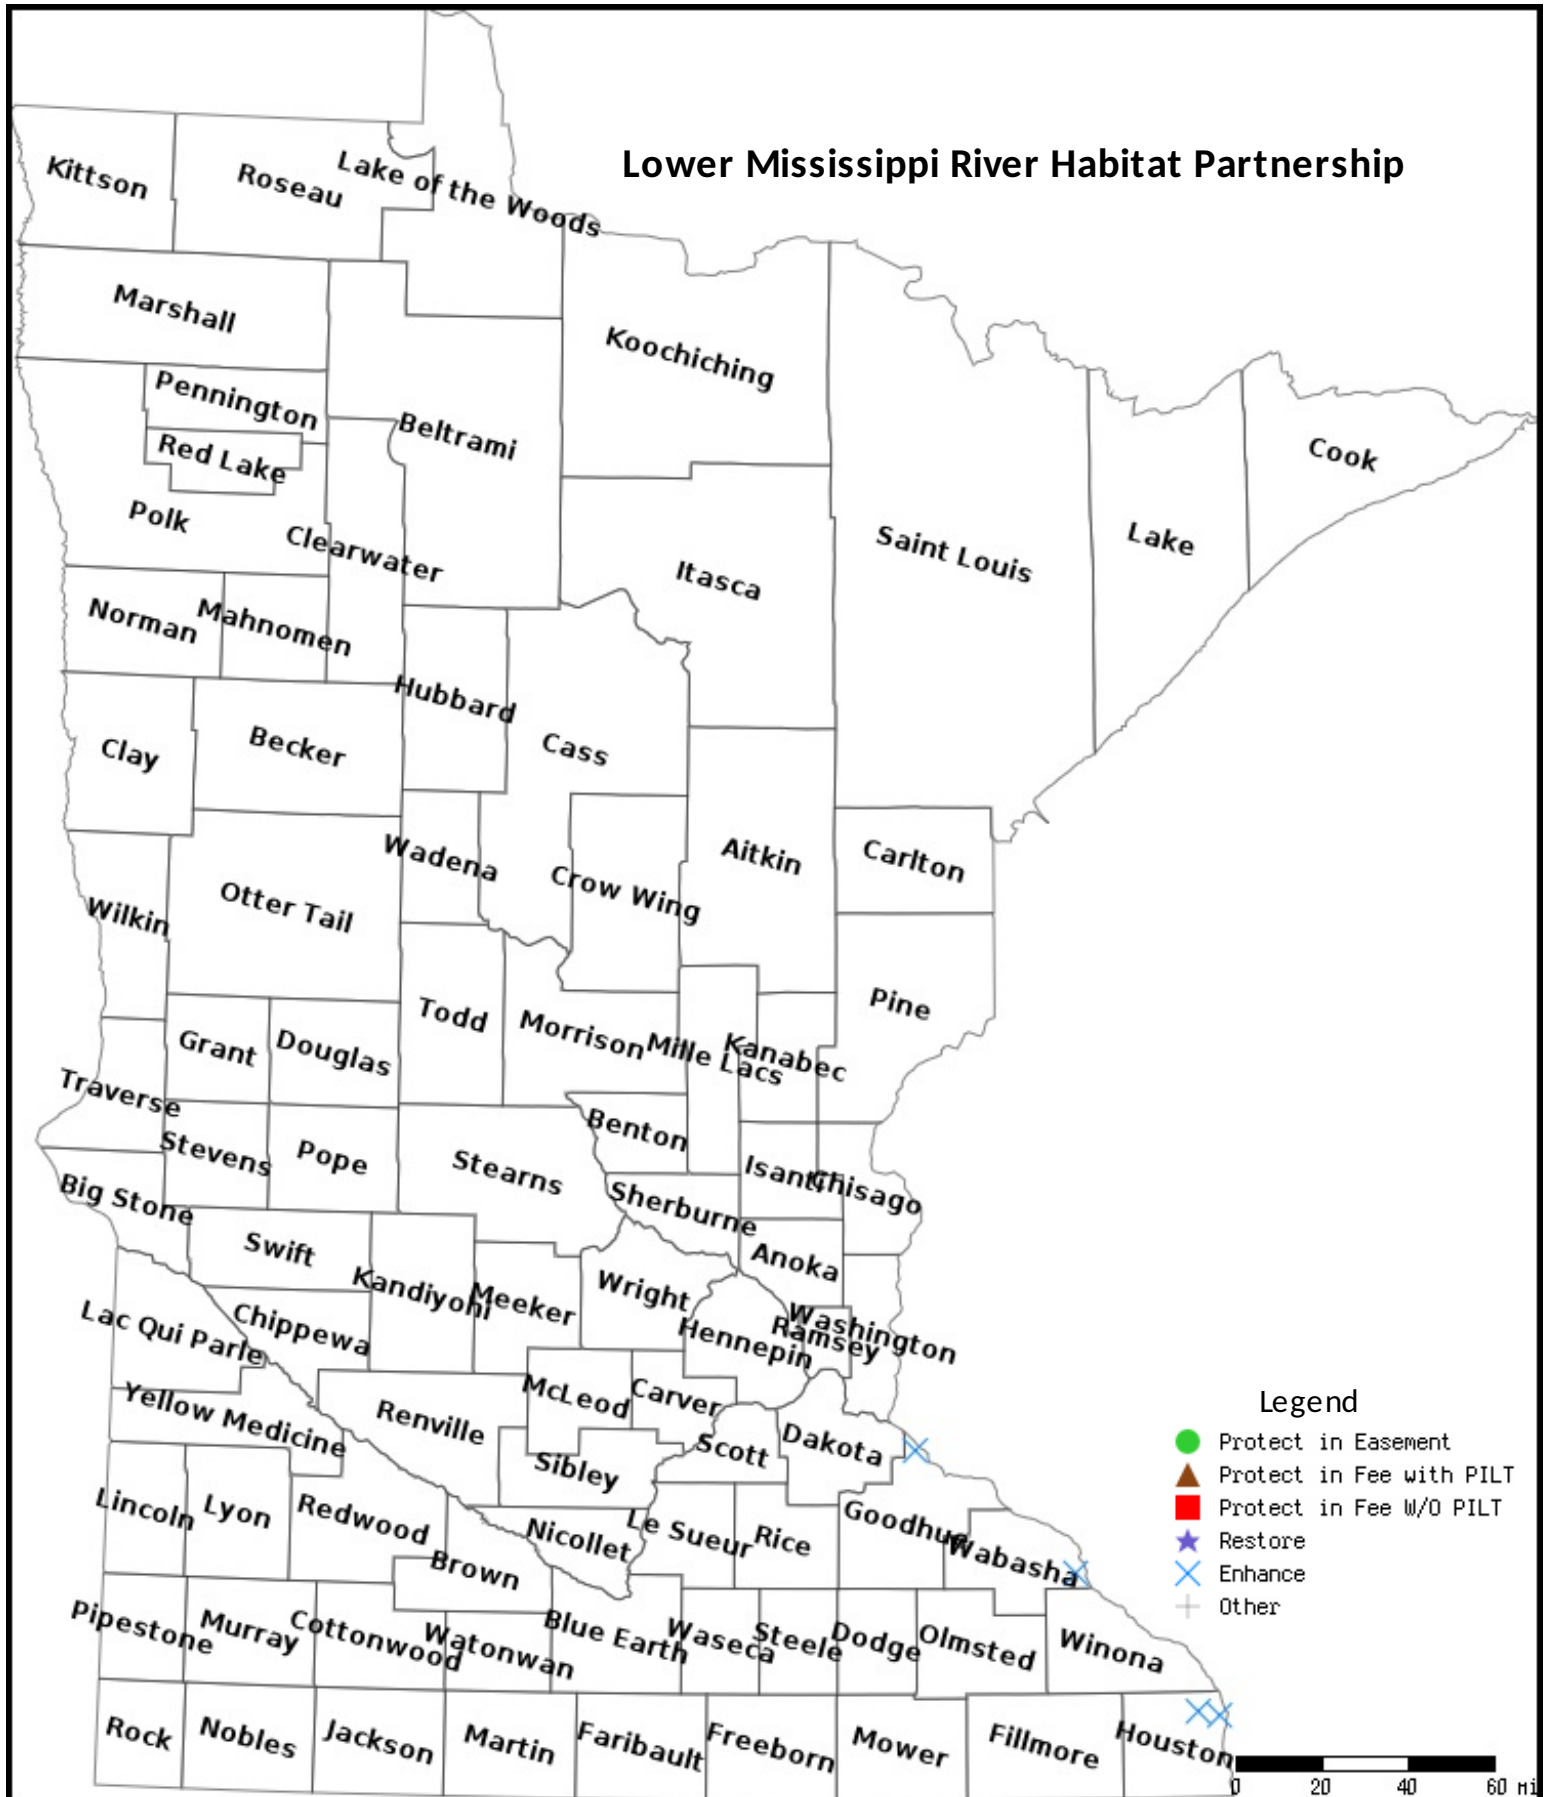 Lower Mississippi River Habitat Partnership
Kittson
Roseau
Lake of the Woods
Marshall
Koochiching
Pennington
Beltrami
Red Lake
Cook
Polk
Clearwater
Saint Louis
Lake
Itasca
Norman
Mahnomen
Hubbard
Clay
Becker
Cass
Wadena
Aitkin
Carlton
Crow Wing
Otter Tail
Wilkin
Pine
Todd
Morrison
Mille Lacs
Kanabec
Grant
Douglas
Traverse
Benton
Stevens
Pope
Stearns
Isanti
Chisago
Big Stone
Sherburne
Swift
Anoka
Kandiyohi
Meeker
Wright
Lac Qui Parle
Chippewa
Hennepin
Ramsey
Washington
Yellow Medicine
Renville
McLeod
Carver
Scott
Dakota
Sibley
Lincoln
Lyon
Redwood
Nicollet
Le Sueur
Rice
Goodhue
Wabasha
Brown
Pipestone
Murray
Cottonwood
Watonwan
Blue Earth
Waseca
Steele
Dodge
Olmsted
Winona
Rock
Nobles
Jackson
Martin
Faribault
Freeborn
Mower
Fillmore
Houston
Legend
Protect in Easement
Protect in Fee with PILT
Protect in Fee W/O PILT
Restore
Enhance
Other
0 20 40 60 mi